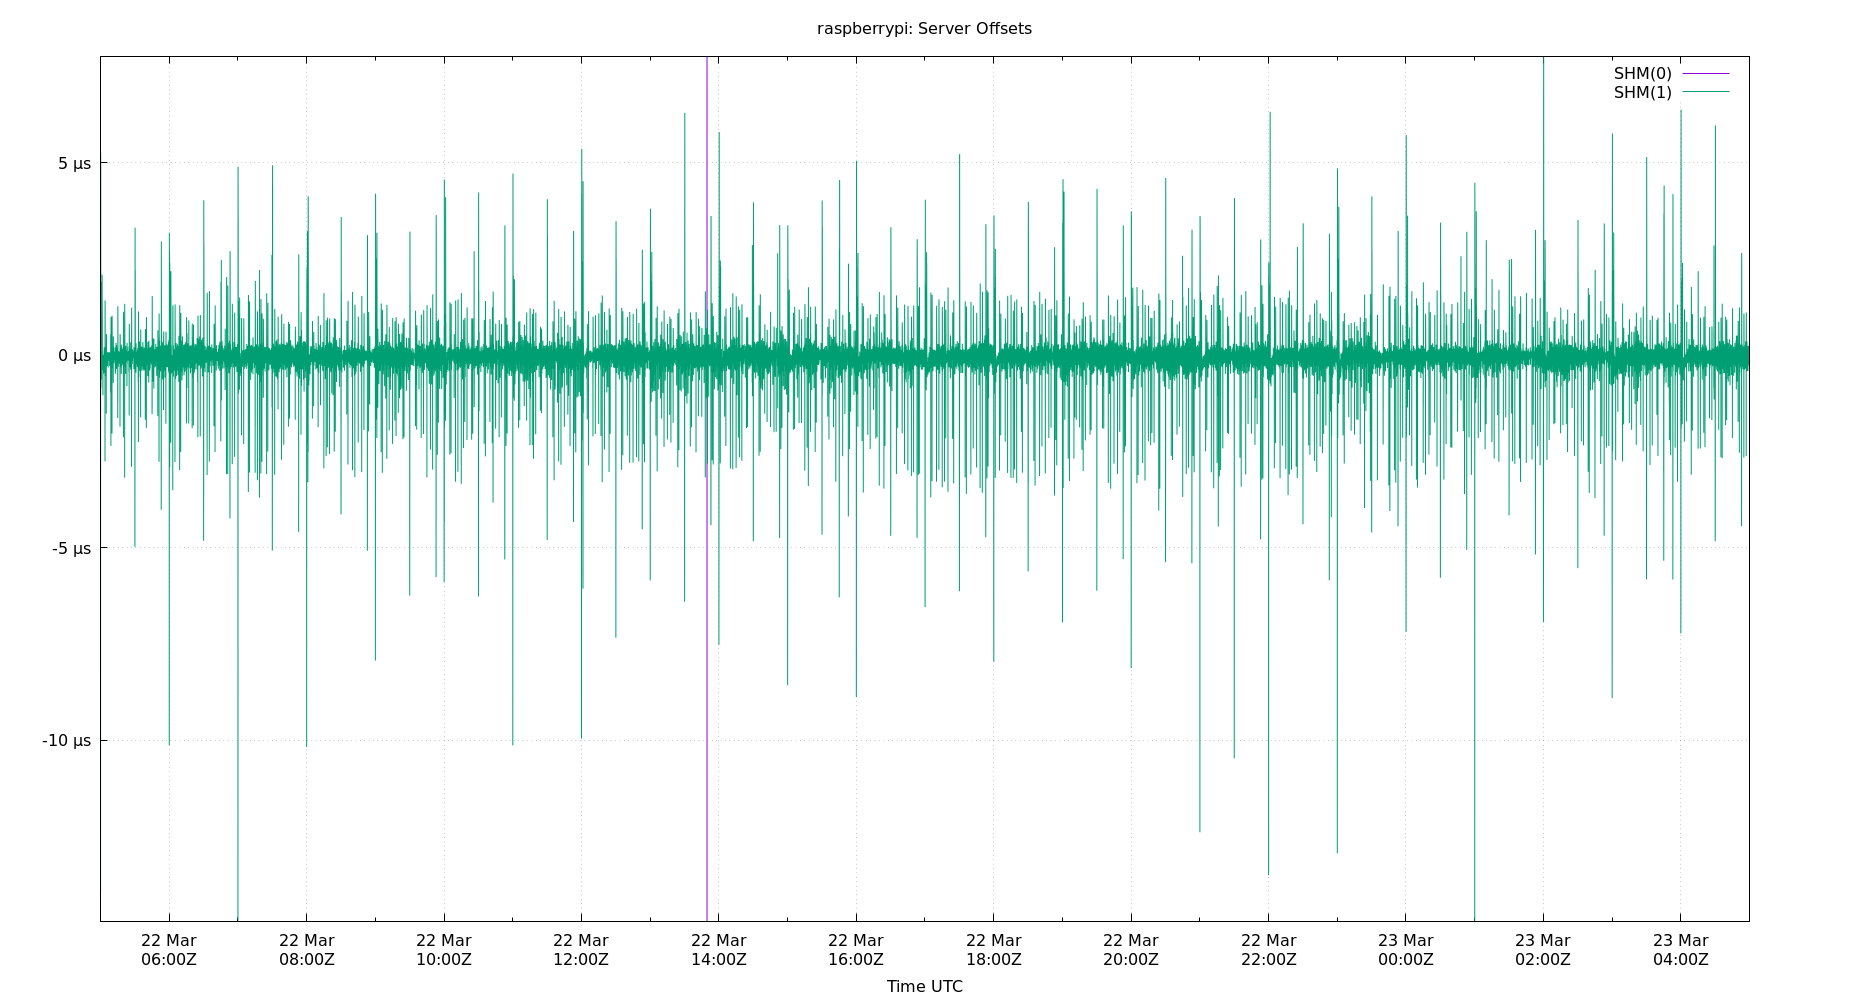 raspberrypi: Server Offsets
SHM(0)
SHM(1)
5 µs
0 µs
-5 µs
-10 µs
22 Mar 22 Mar 22 Mar 22 Mar 22 Mar 22 Mar 22 Mar 22 Mar 22 Mar 23 Mar 23 Mar 23 Mar
06:00Z 08:00Z 10:00Z 12:00Z 14:00Z 16:00Z 18:00Z 20:00Z 22:00Z 00:00Z 02:00Z 04:00Z
Time UTC